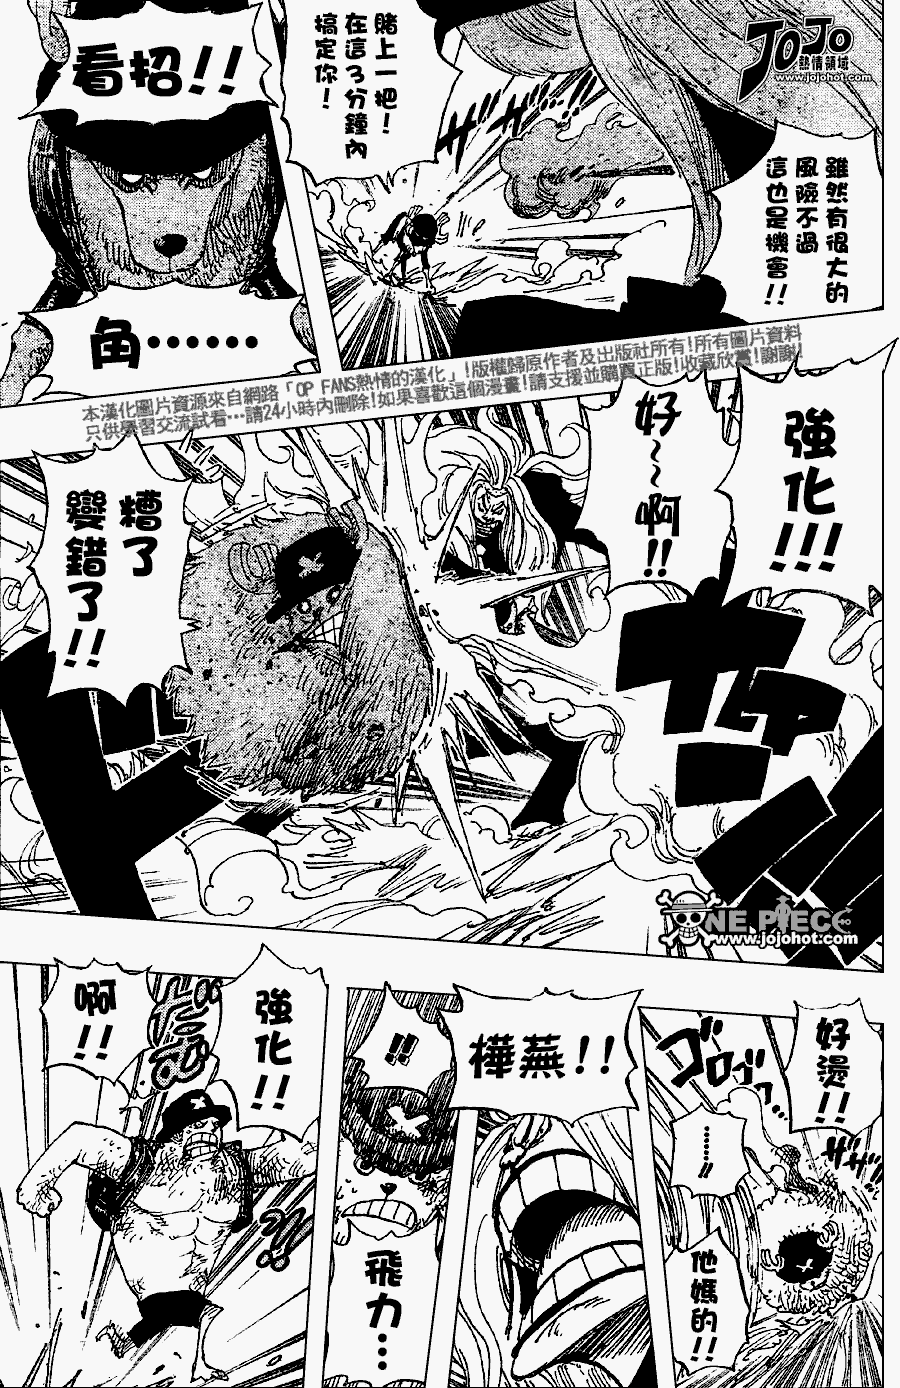 JOJO
熱情領域
www.jojohot.com
雖然有很大的
風險不過
這也是機會!!
賭上一把!
在這3分鐘內
搞定你!
看招!!
角……
本漢化圖片資源來自網路「OP FANS熱情的漢化」!版權歸原作者及出版社所有!所有圖片資料
只供學習交流試看…請24小時內刪除!如果喜歡這個漫畫!請支援並購買正版!收藏欣賞!謝謝!
強化!!!
好~~啊!!
糟了
變錯了!!
ONE PIECE
www.jojohot.com
好燙!!
ゴロゴロ
ザザザ
……!!
他媽的!!
樺蕪!!
!!
飛力…
強化!!
啊!!